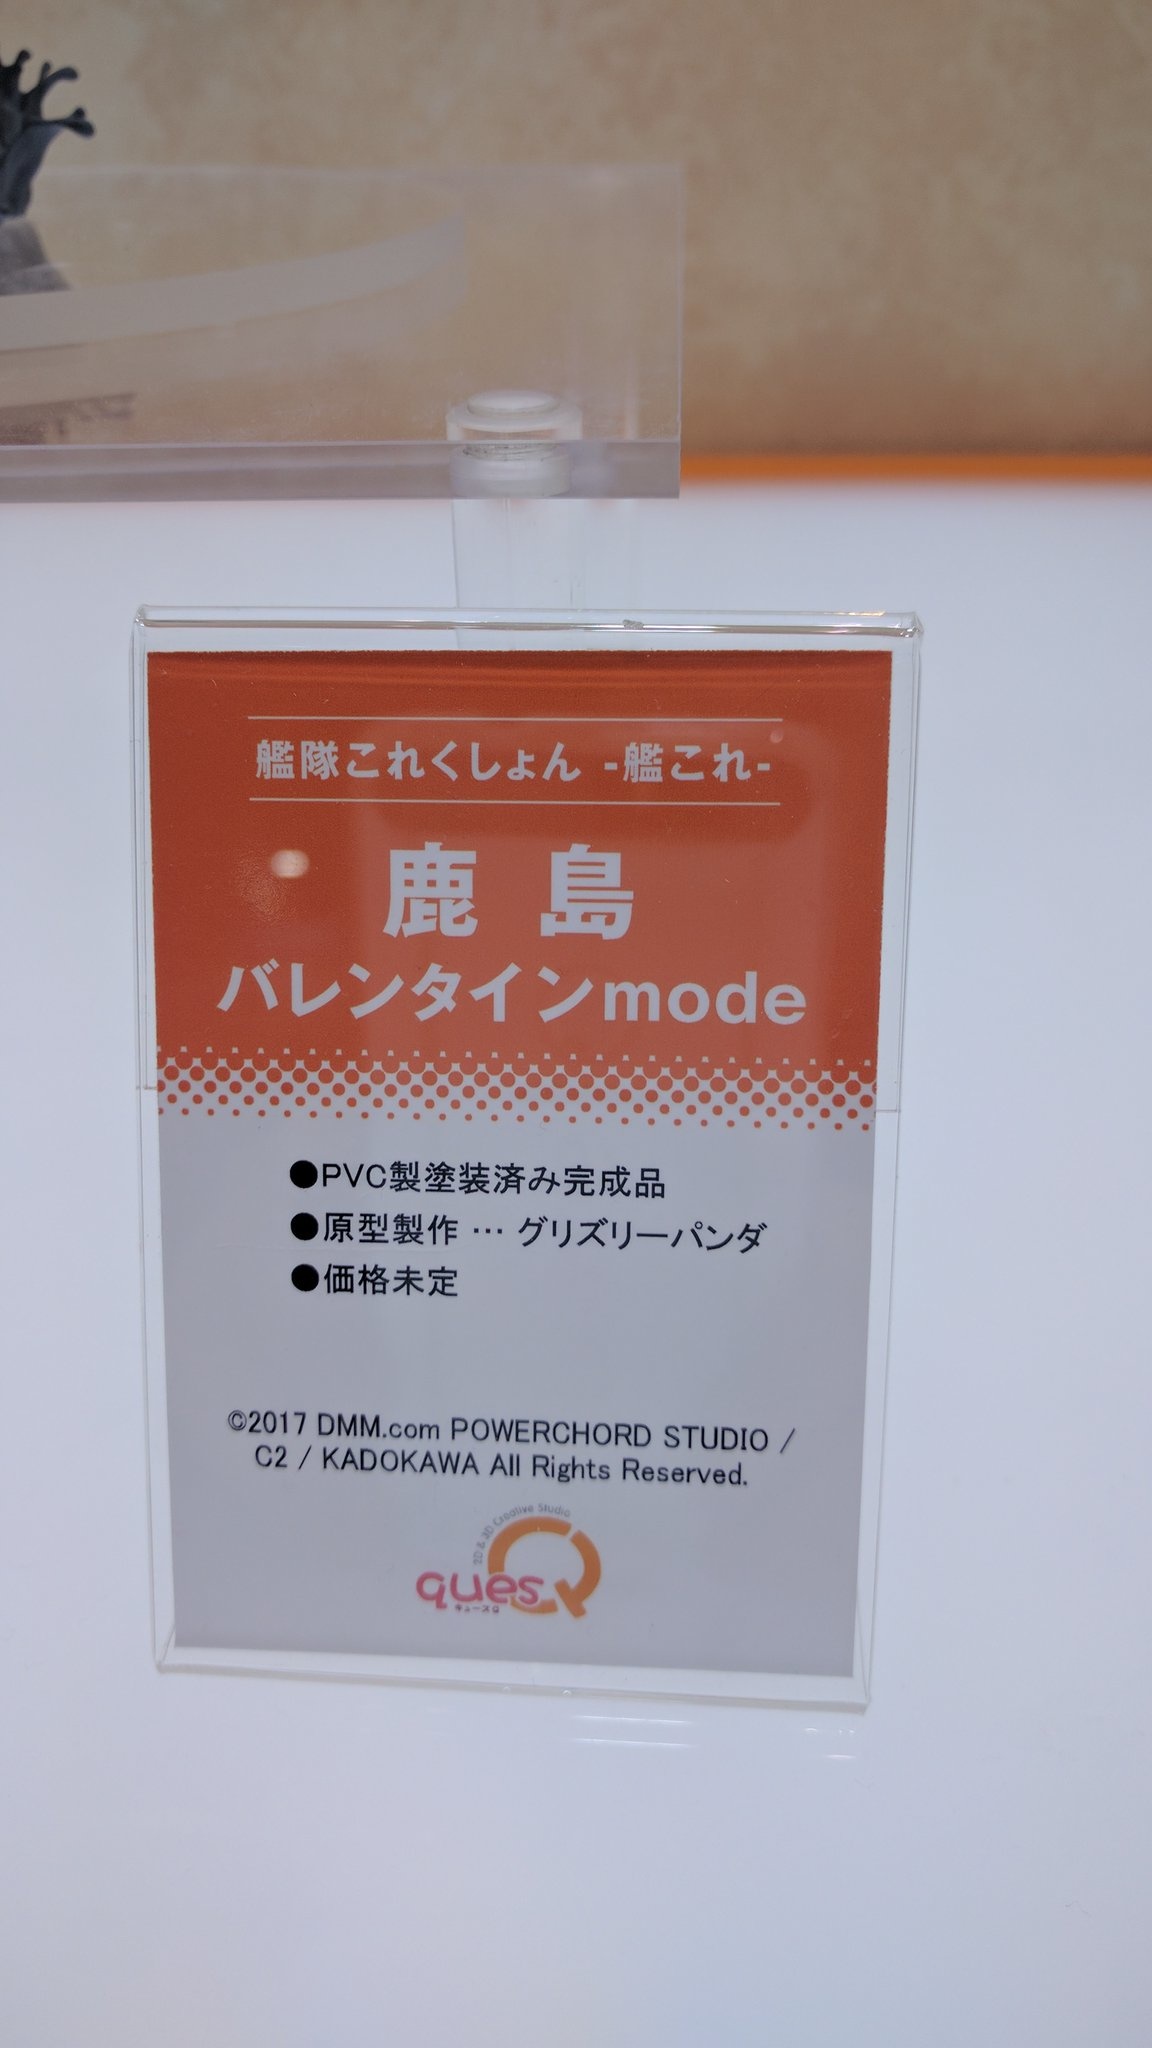 艦隊これくしょん -艦これ-
鹿島
バレンタインmode
●PVC製塗装済み完成品
●原型製作 … グリズリーパンダ
●価格未定
©2017 DMM.com POWERCHORD STUDIO /
C2 / KADOKAWA All Rights Reserved.
2D & 3D Creative Studio
quesQ
キューズQ